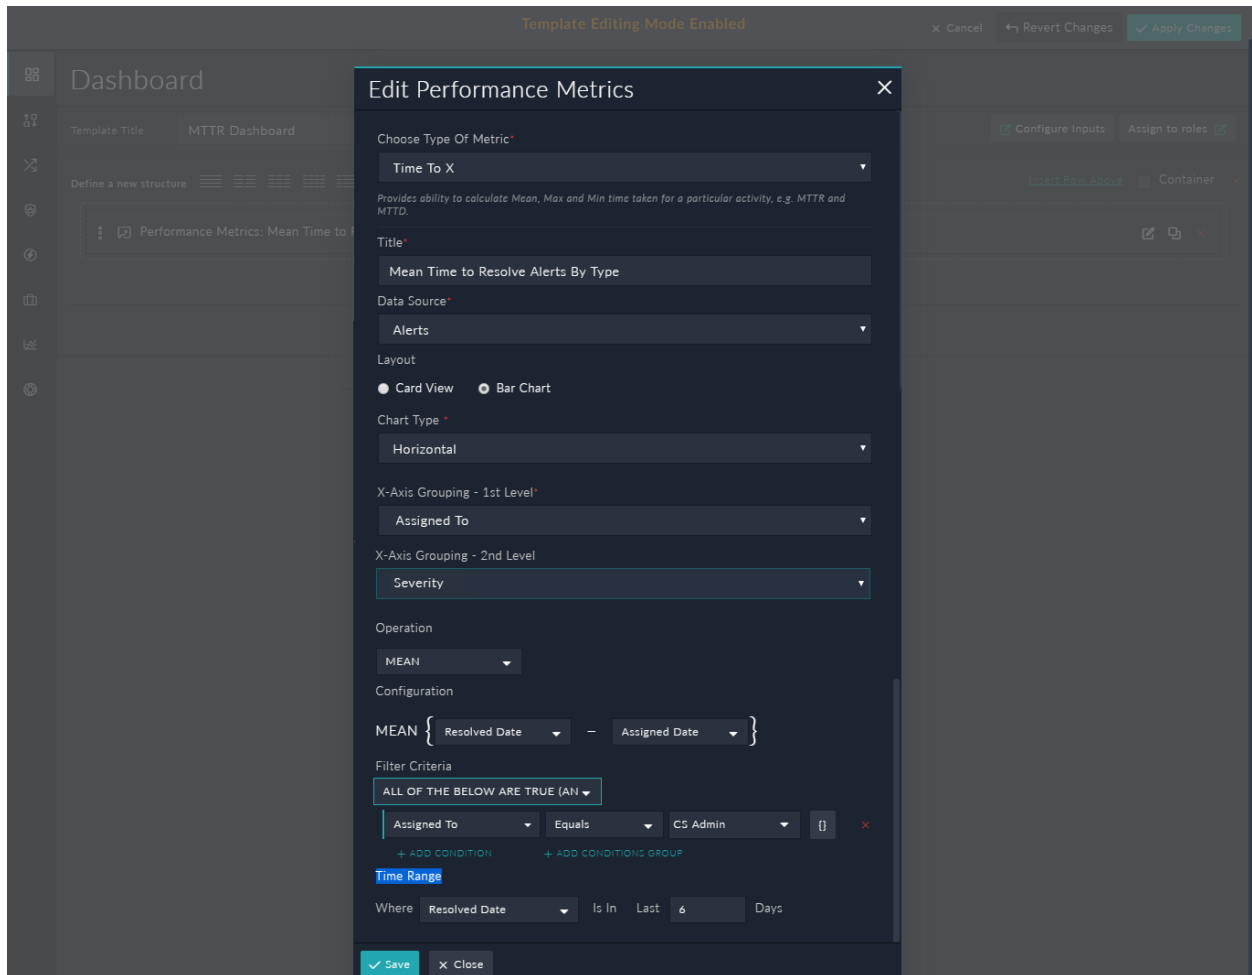 Template Editing Mode Enabled
Cancel
Revert Changes
Apply Changes
Dashboard
Edit Performance Metrics
Template Title
MTTR Dashboard
Configure Inputs
Assign to roles
Choose Type Of Metric*
Time To X
Provides ability to calculate Mean, Max and Min time taken for a particular activity, e.g. MTTR and
MTTD.
Define a new structure
Insert Row Above
Container
Performance Metrics: Mean Time to
Title*
Mean Time to Resolve Alerts By Type
Data Source*
Alerts
Layout
Card View
Bar Chart
Chart Type *
Horizontal
X-Axis Grouping - 1st Level*
Assigned To
X-Axis Grouping - 2nd Level
Severity
Operation
MEAN
Configuration
MEAN { Resolved Date – Assigned Date }
Filter Criteria
ALL OF THE BELOW ARE TRUE (AN
Assigned To Equals CS Admin {}
+ ADD CONDITION + ADD CONDITIONS GROUP
Time Range
Where Resolved Date Is In Last 6 Days
Save
Close